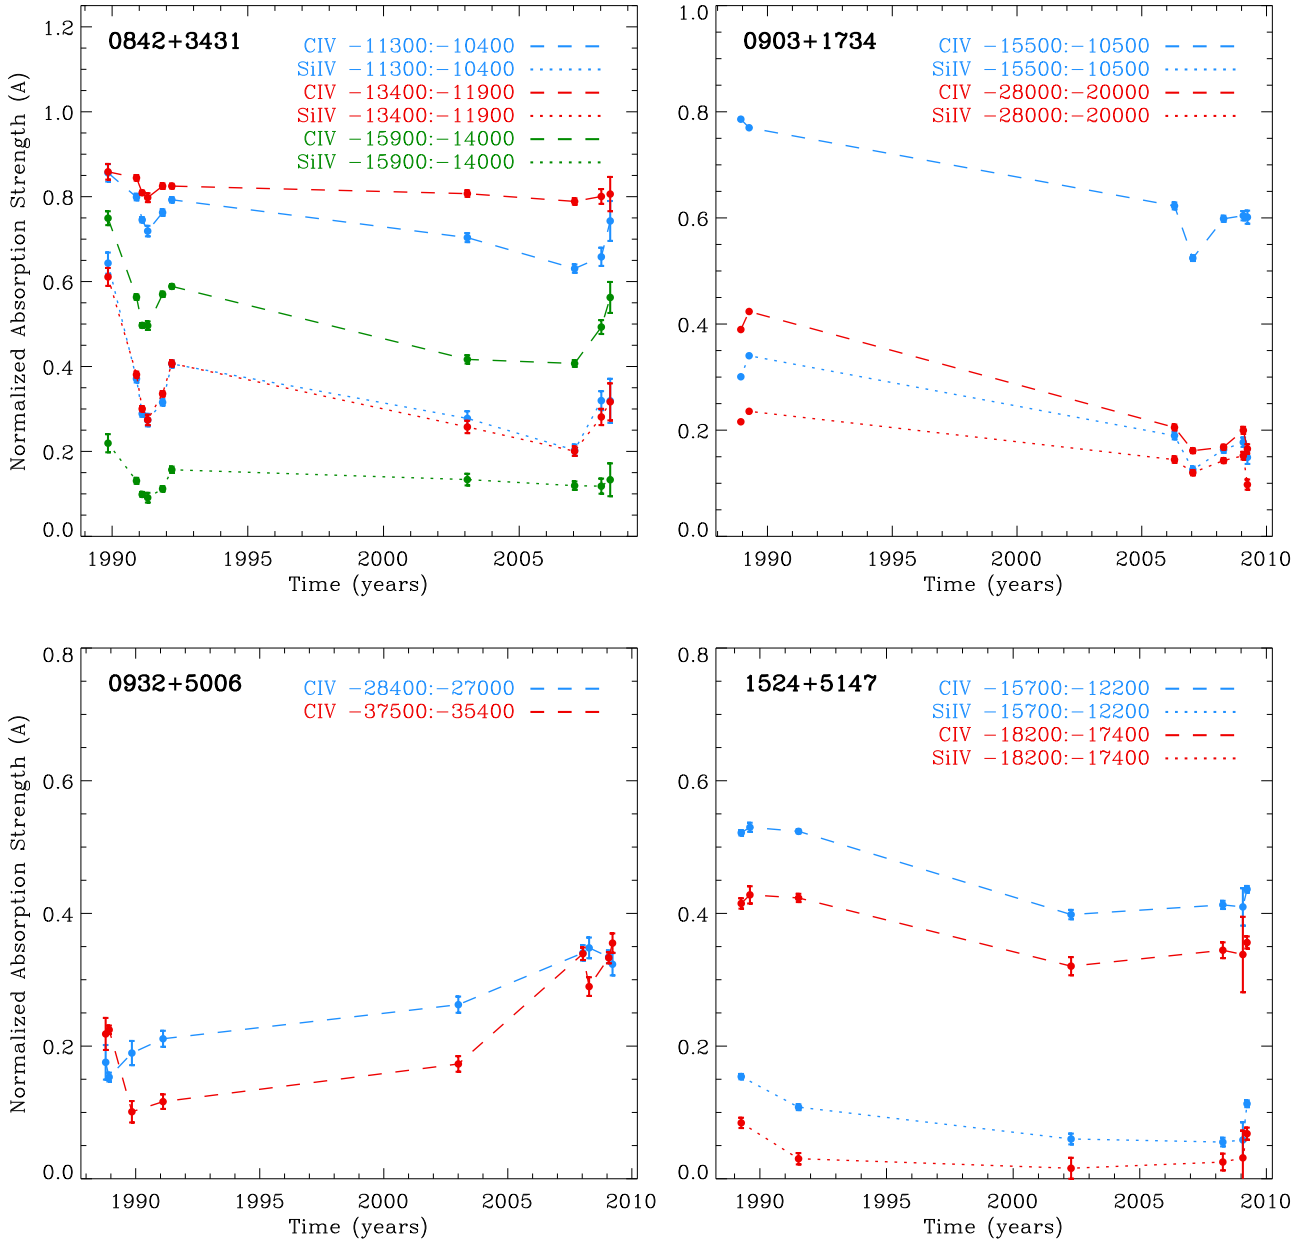 0842+3431
CIV −11300:−10400
SiIV −11300:−10400
CIV −13400:−11900
SiIV −13400:−11900
CIV −15900:−14000
SiIV −15900:−14000
Normalized Absorption Strength (A)
1.2
1.0
0.8
0.6
0.4
0.2
0.0
1990 1995 2000 2005
Time (years)
0903+1734
CIV −15500:−10500
SiIV −15500:−10500
CIV −28000:−20000
SiIV −28000:−20000
1.0
0.8
0.6
0.4
0.2
0.0
1990 1995 2000 2005 2010
Time (years)
0932+5006
CIV −28400:−27000
CIV −37500:−35400
Normalized Absorption Strength (A)
0.8
0.6
0.4
0.2
0.0
1990 1995 2000 2005 2010
Time (years)
1524+5147
CIV −15700:−12200
SiIV −15700:−12200
CIV −18200:−17400
SiIV −18200:−17400
0.8
0.6
0.4
0.2
0.0
1990 1995 2000 2005 2010
Time (years)